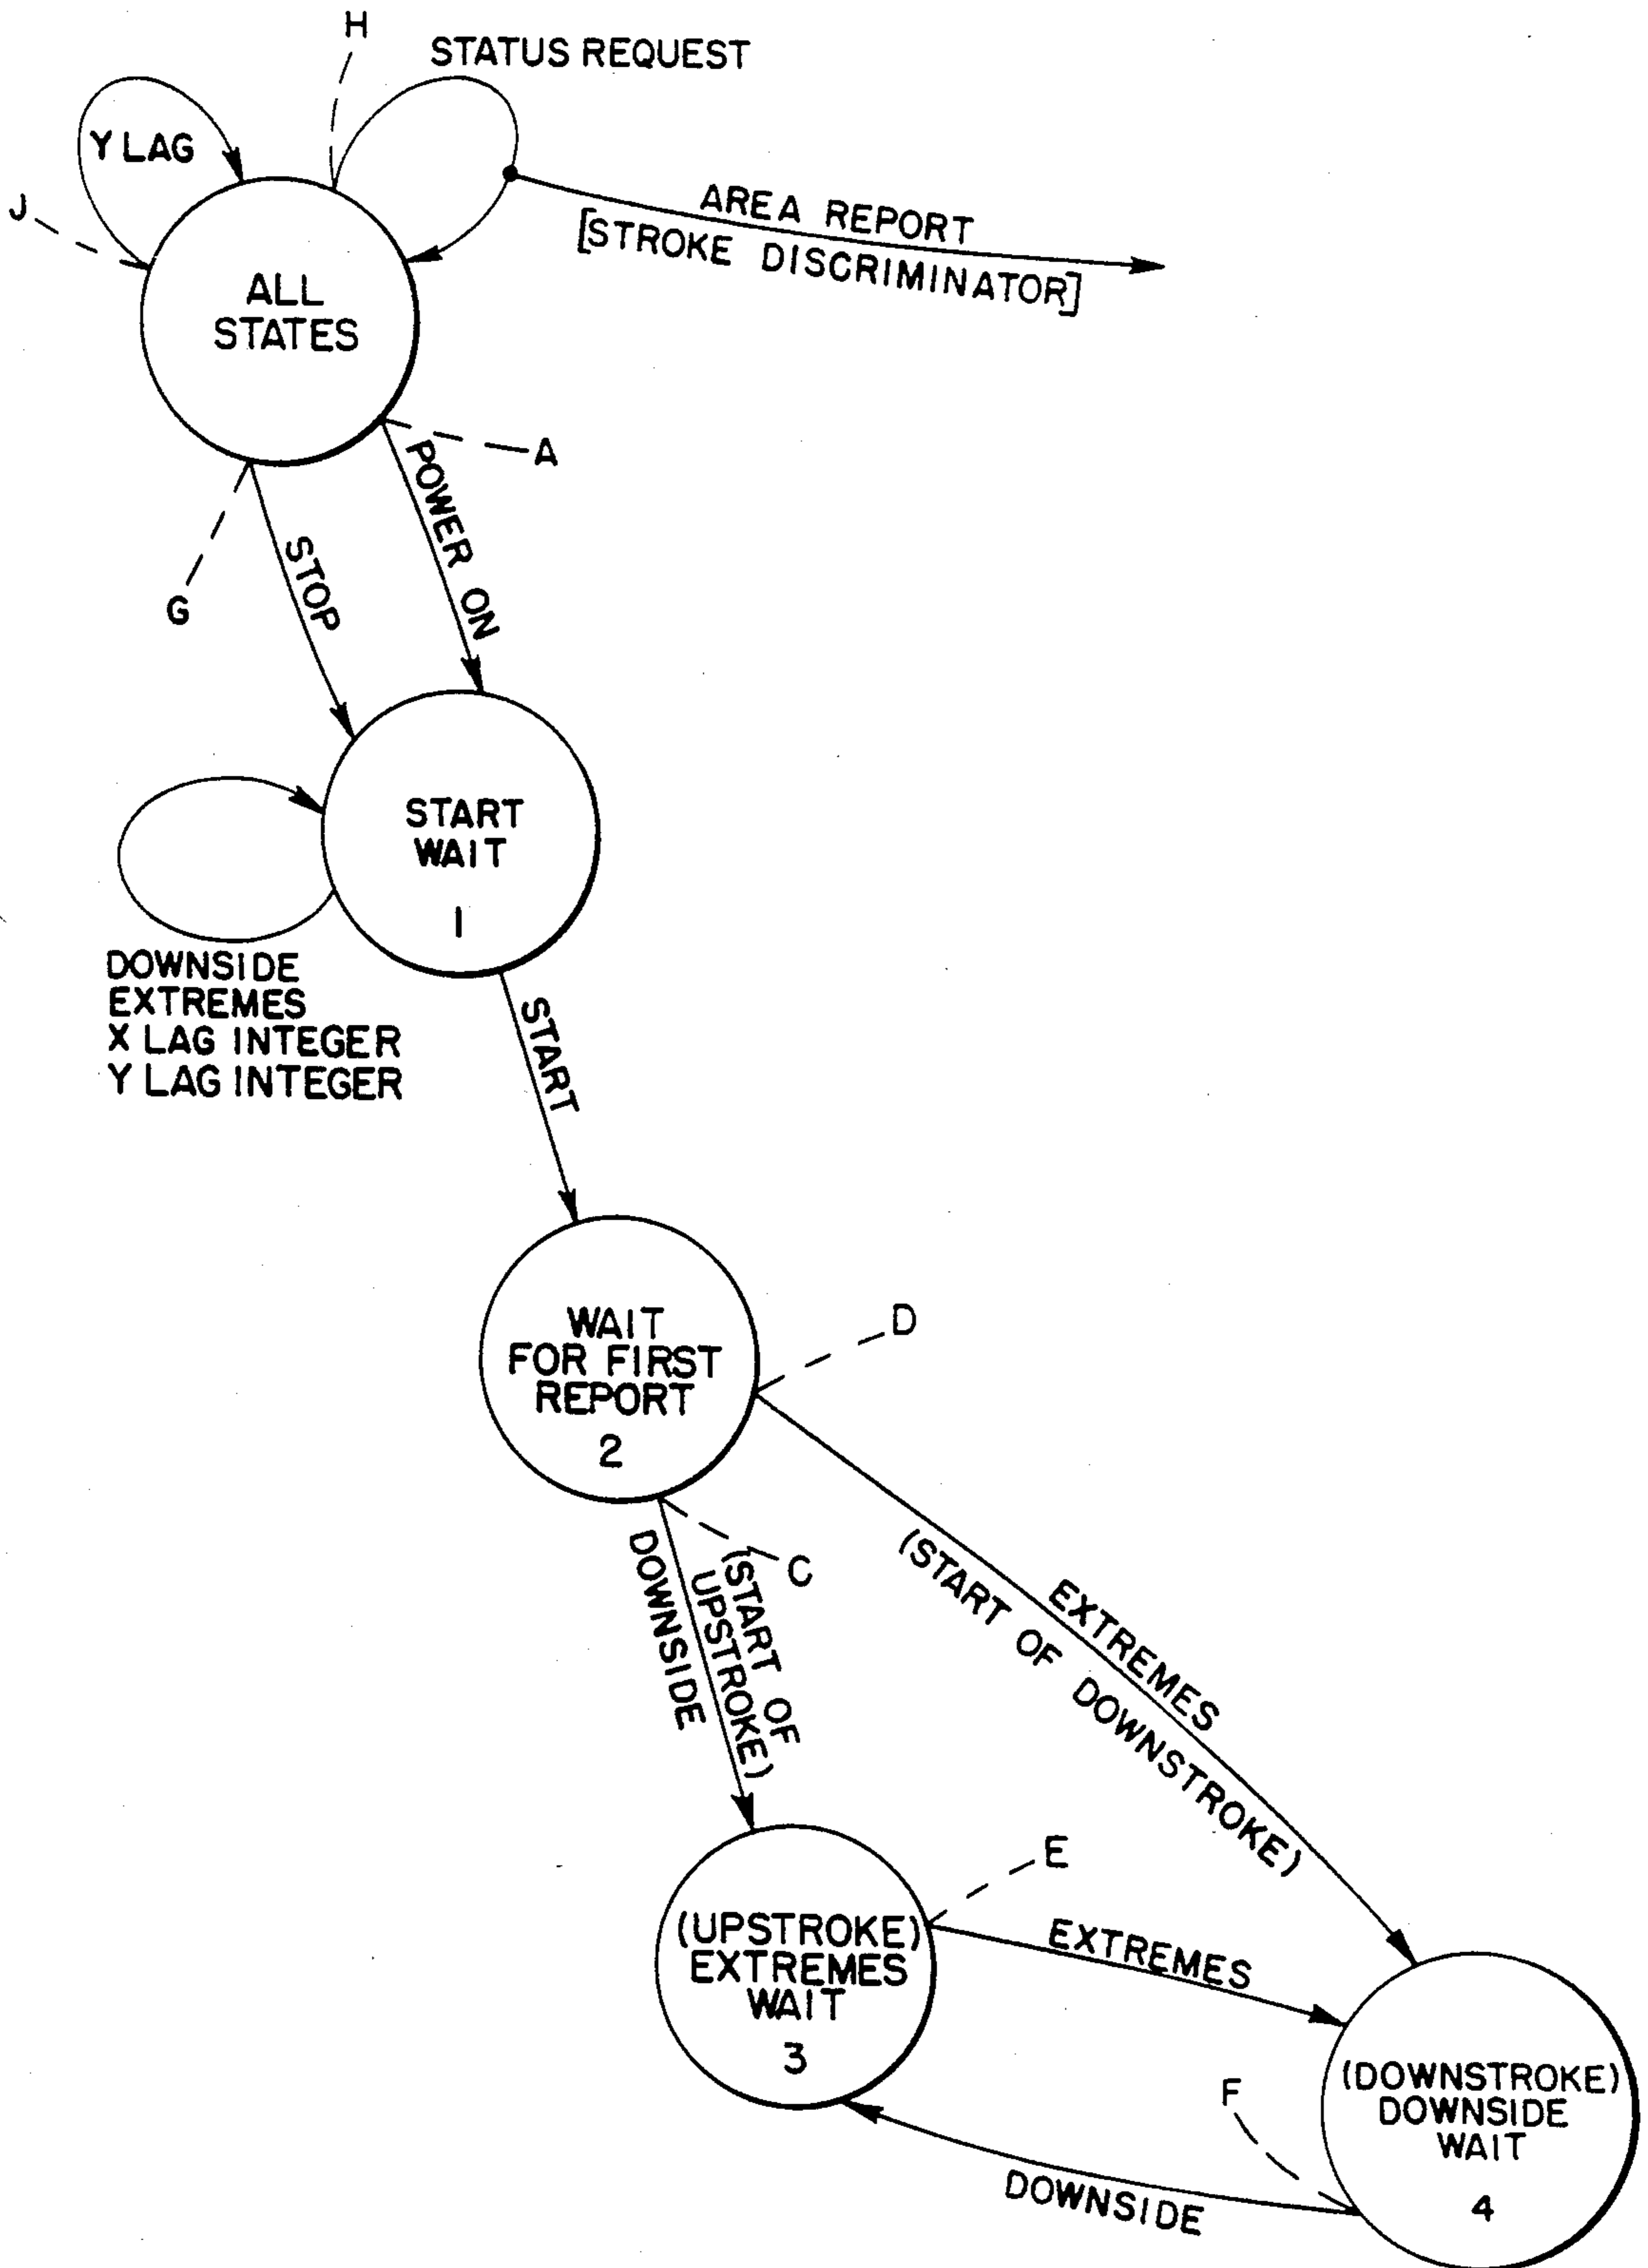 H
STATUS REQUEST
Y LAG
J
AREA REPORT
[STROKE DISCRIMINATOR]
ALL
STATES
A
POWER ON
STOP
G
START
WAIT
1
DOWNSIDE
EXTREMES
X LAG INTEGER
Y LAG INTEGER
START
D
WAIT
FOR FIRST
REPORT
2
C
DOWNSIDE
(START OF
UPSTROKE)
EXTREMES
(START OF DOWNSTROKE)
E
(UPSTROKE)
EXTREMES
WAIT
3
EXTREMES
F
(DOWNSTROKE)
DOWNSIDE
WAIT
4
DOWNSIDE